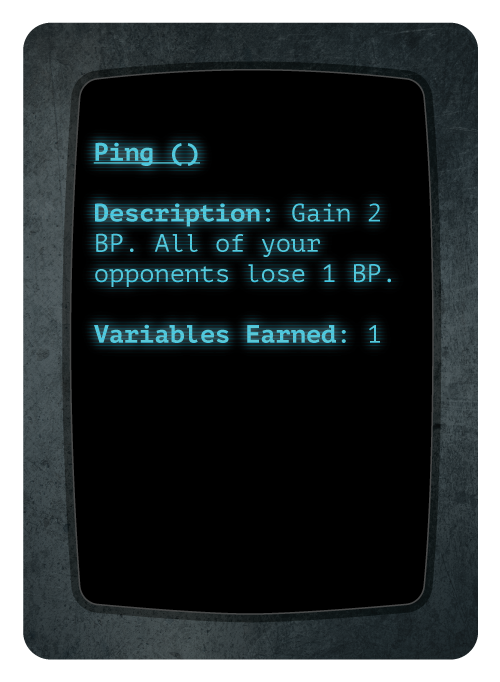 Ping ()
Description: Gain 2
BP. All of your
opponents lose 1 BP.
Variables Earned: 1